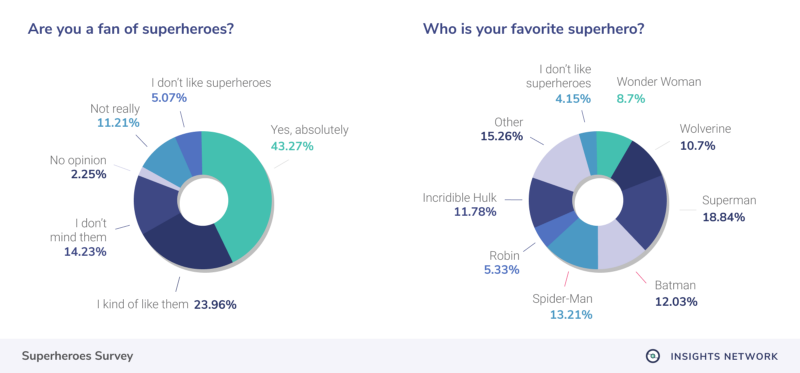 Are you a fan of superheroes?
I don't like superheroes
5.07%
Not really
11.21%
Yes, absolutely
43.27%
No opinion
2.25%
I don't
mind them
14.23%
I kind of like them 23.96%
Who is your favorite superhero?
I don't like
superheroes
4.15%
Wonder Woman
8.7%
Other
15.26%
Wolverine
10.7%
Incridible Hulk
11.78%
Superman
18.84%
Robin
5.33%
Batman
12.03%
Spider-Man
13.21%
Superheroes Survey
INSIGHTS NETWORK